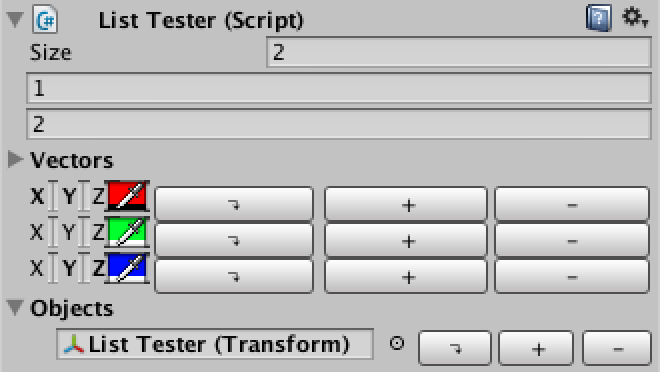 List Tester (Script)
Size 2
1
2
Vectors
X Y Z ↴ + -
X Y Z ↴ + -
X Y Z ↴ + -
Objects
List Tester (Transform) ↴ + -